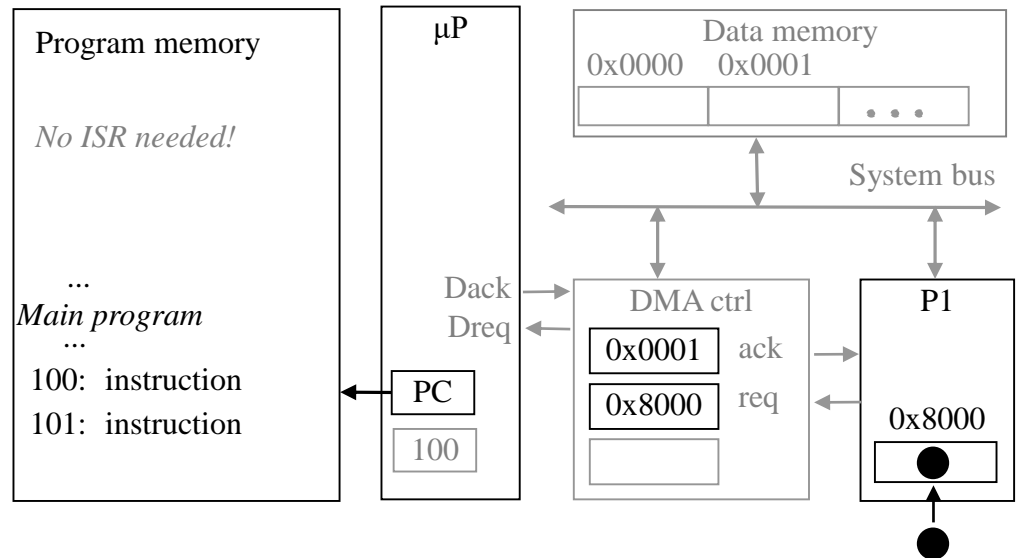 Program memory
No ISR needed!
...
Main program
...
100: instruction
101: instruction
μP
Dack
Dreq
PC
100
Data memory
0x0000 0x0001
...
System bus
DMA ctrl
0x0001 ack
0x8000 req
P1
0x8000